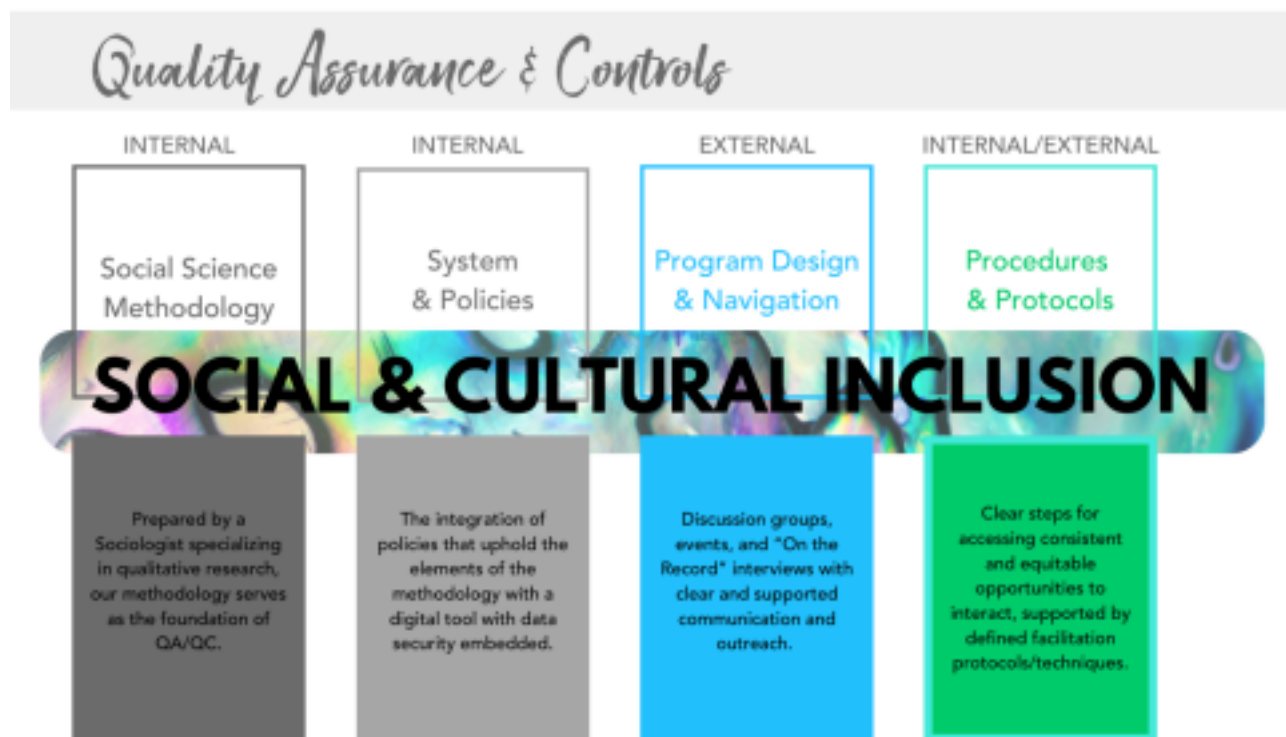 Quality Assurance & Controls
INTERNAL
Social Science
Methodology
INTERNAL
System
& Policies
EXTERNAL
Program Design
& Navigation
INTERNAL/EXTERNAL
Procedures
& Protocols
SOCIAL & CULTURAL INCLUSION
Prepared by a
Sociologist specializing
in qualitative research,
our methodology serves
as the foundation of
QA/QC.
The integration of
policies that uphold the
elements of the
methodology with a
digital tool with data
security embedded.
Discussion groups,
events, and "On the
Record" interviews with
clear and supported
communication and
outreach.
Clear steps for
accessing consistent
and equitable
opportunities to
interact, supported by
defined facilitation
protocols/techniques.